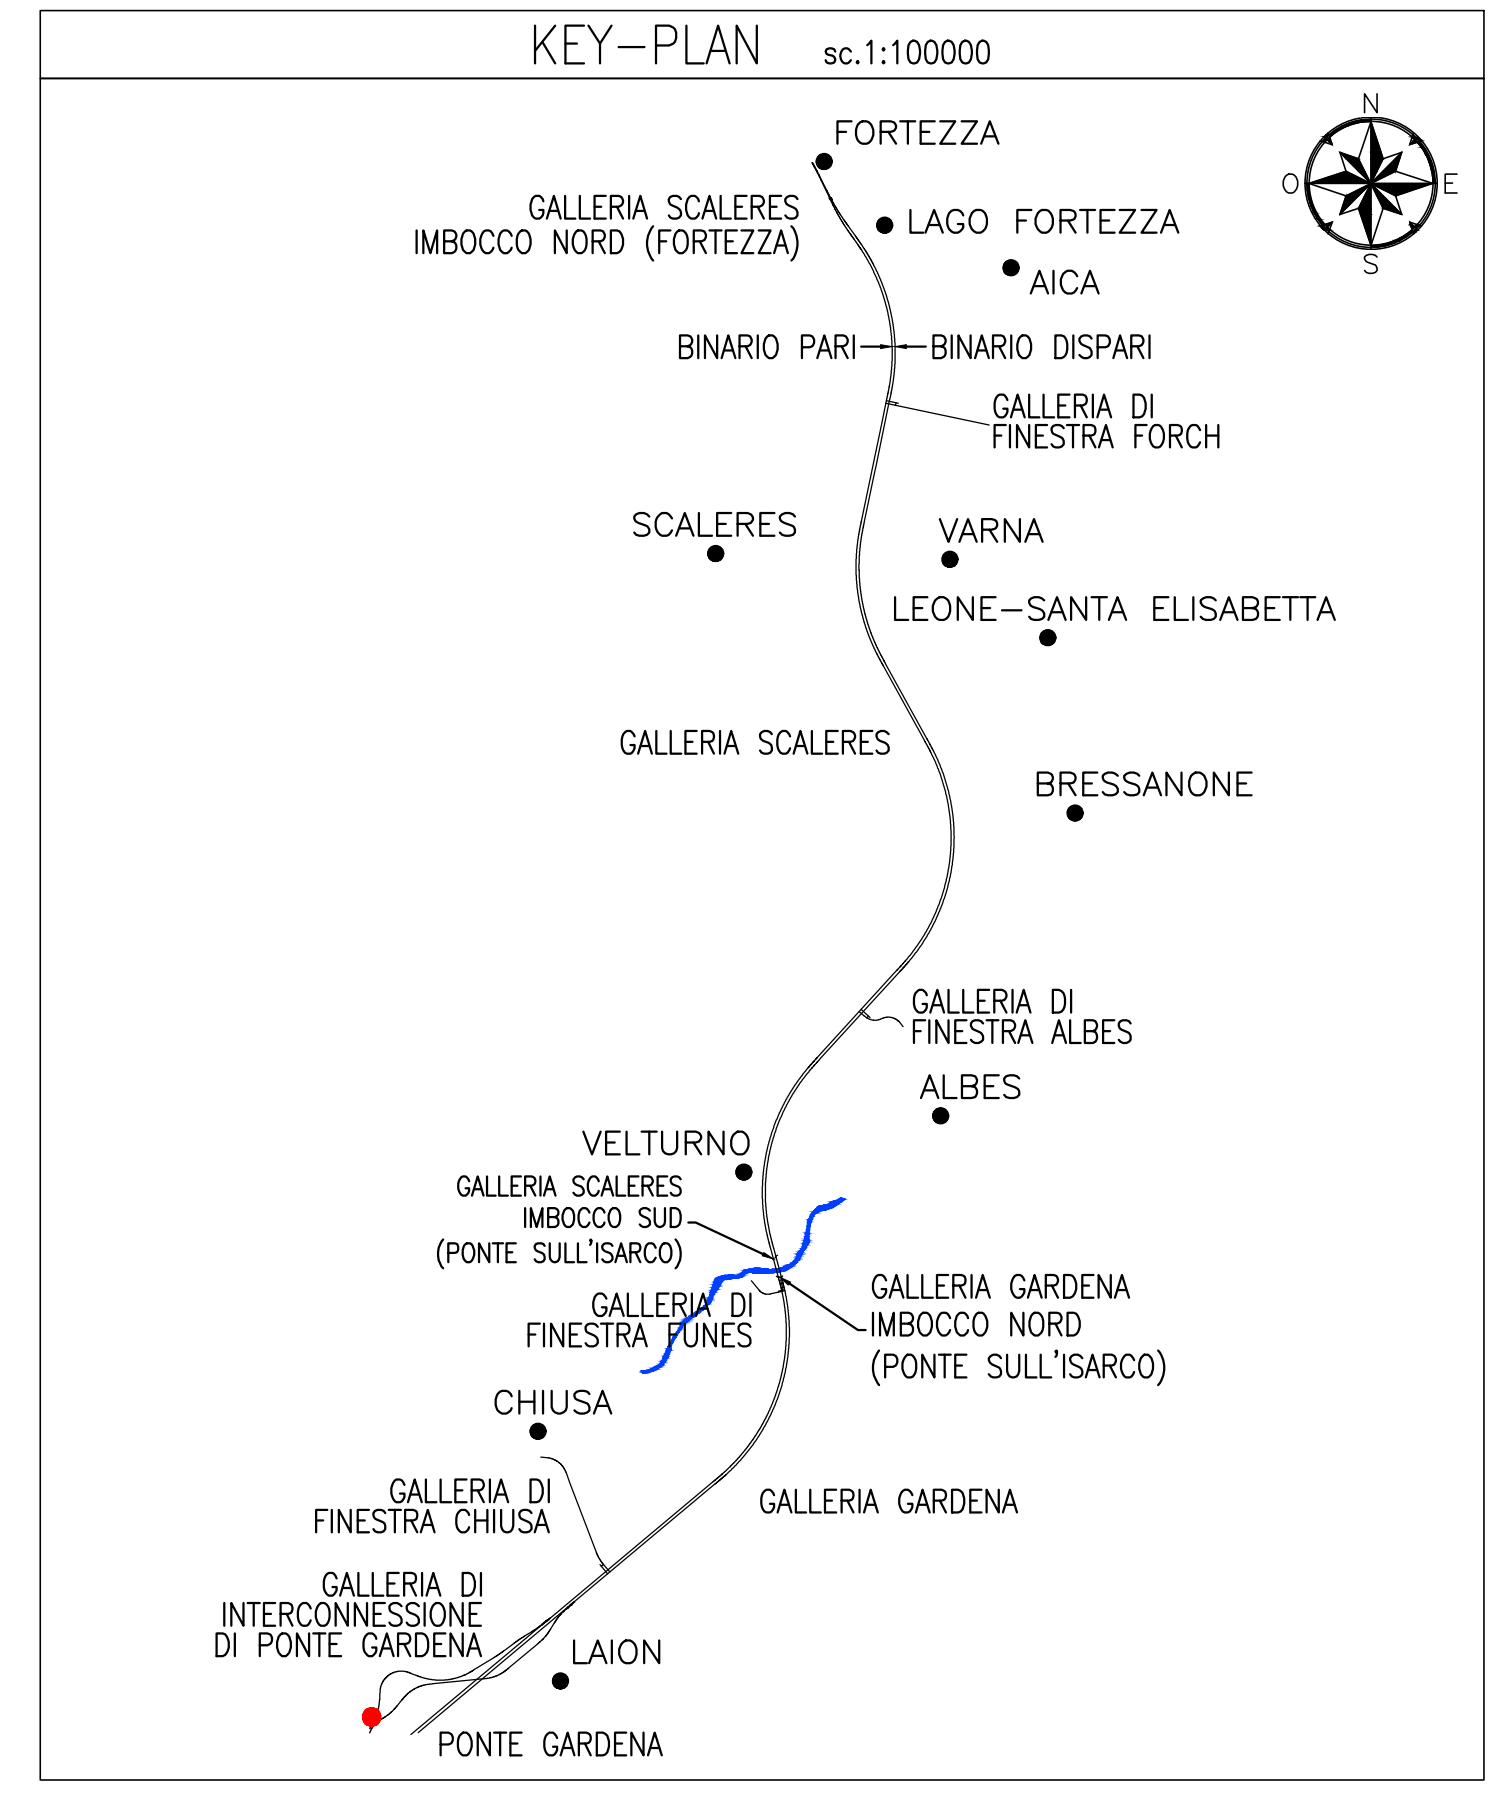 KEY-PLAN sc.1:100000
N
O
E
S
FORTEZZA
GALLERIA SCALERES
IMBOCCO NORD (FORTEZZA)
LAGO FORTEZZA
AICA
BINARIO PARI
BINARIO DISPARI
GALLERIA DI
FINESTRA FORCH
SCALERES
VARNA
LEONE-SANTA ELISABETTA
GALLERIA SCALERES
BRESSANONE
GALLERIA DI
FINESTRA ALBES
ALBES
VELTURNO
GALLERIA SCALERES
IMBOCCO SUD
(PONTE SULL'ISARCO)
GALLERIA GARDENA
IMBOCCO NORD
(PONTE SULL'ISARCO)
GALLERIA DI
FINESTRA FUNES
CHIUSA
GALLERIA DI
FINESTRA CHIUSA
GALLERIA GARDENA
GALLERIA DI
INTERCONNESSIONE
DI PONTE GARDENA
LAION
PONTE GARDENA